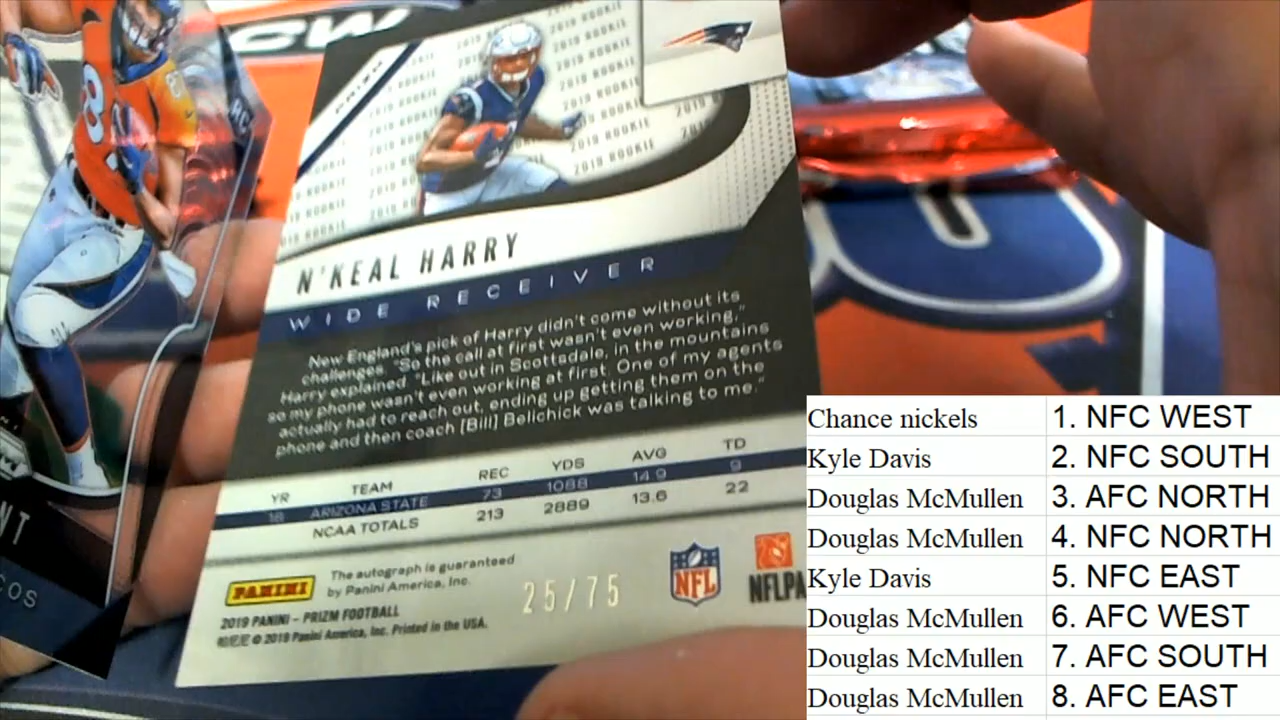 N'KEAL HARRY
WIDE RECEIVER
New England's pick of Harry didn't come without its
challenges. "So the call at first wasn't even working,"
Harry explained. "Like out in Scottsdale, in the mountains
so my phone wasn't even working at first. One of my agents
actually had to reach out, ending up getting them on the
phone and then coach [Bill] Belichick was talking to me."
YR TEAM REC YDS AVG TD
18 ARIZONA STATE 73 1088 14.9 9
NCAA TOTALS 213 2889 13.6 22
PANINI
The autograph is guaranteed
by Panini America, Inc.
25/75
NFL
NFLPA
2019 PANINI - PRIZM FOOTBALL
© 2019 Panini America, Inc. Printed in the USA.
PRIZM
2019 ROOKIE
RC
Chance nickels 1. NFC WEST
Kyle Davis 2. NFC SOUTH
Douglas McMullen 3. AFC NORTH
Douglas McMullen 4. NFC NORTH
Kyle Davis 5. NFC EAST
Douglas McMullen 6. AFC WEST
Douglas McMullen 7. AFC SOUTH
Douglas McMullen 8. AFC EAST